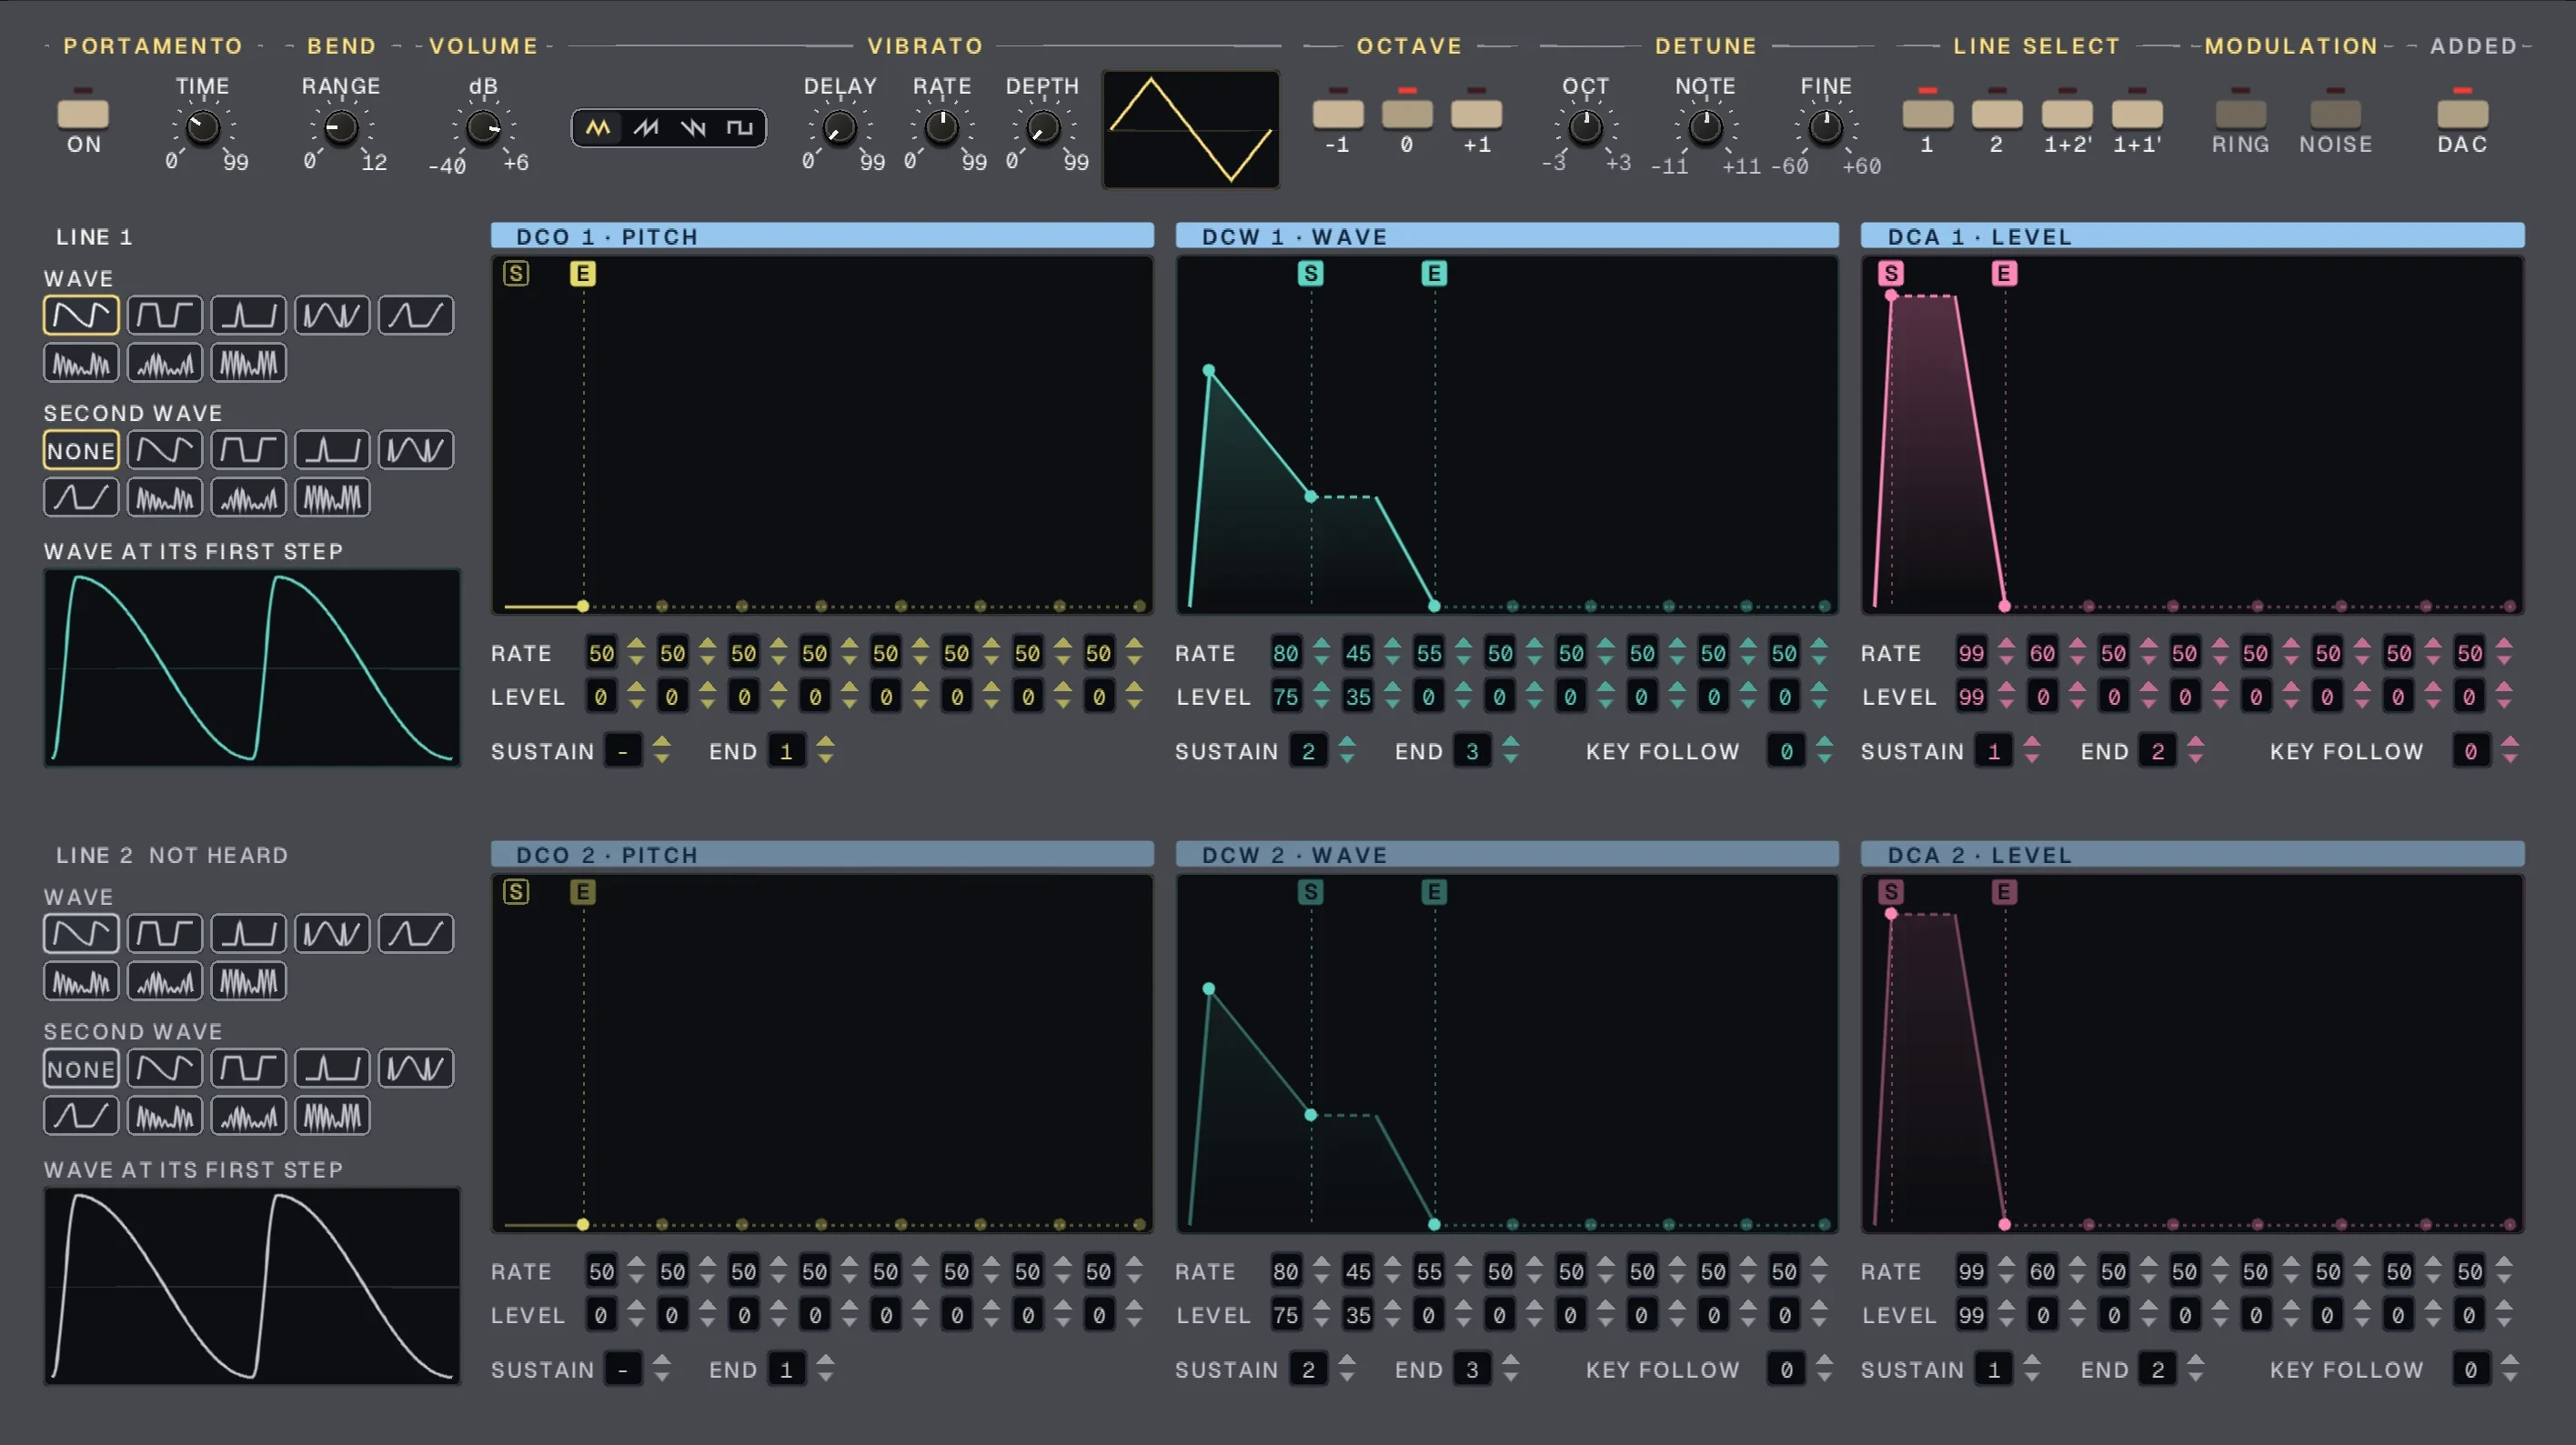 PORTAMENTO BEND VOLUME VIBRATO OCTAVE DETUNE LINE SELECT MODULATION ADDED
TIME RANGE dB DELAY RATE DEPTH OCT NOTE FINE
ON 0 99 0 12 -40 +6 0 99 0 99 0 99 -1 0 +1 -3 +3 -11 +11 -60 +60 1 2 1+2' 1+1' RING NOISE DAC
LINE 1 DCO 1 · PITCH DCW 1 · WAVE DCA 1 · LEVEL
WAVE S E S E S E
SECOND WAVE
NONE
WAVE AT ITS FIRST STEP
RATE 50 50 50 50 50 50 50 50 RATE 80 45 55 50 50 50 50 50 RATE 99 60 50 50 50 50 50 50
LEVEL 0 0 0 0 0 0 0 0 LEVEL 75 35 0 0 0 0 0 0 LEVEL 99 0 0 0 0 0 0 0
SUSTAIN - END 1 SUSTAIN 2 END 3 KEY FOLLOW 0 SUSTAIN 1 END 2 KEY FOLLOW 0
LINE 2 NOT HEARD DCO 2 · PITCH DCW 2 · WAVE DCA 2 · LEVEL
WAVE S E S E S E
SECOND WAVE
NONE
WAVE AT ITS FIRST STEP
RATE 50 50 50 50 50 50 50 50 RATE 80 45 55 50 50 50 50 50 RATE 99 60 50 50 50 50 50 50
LEVEL 0 0 0 0 0 0 0 0 LEVEL 75 35 0 0 0 0 0 0 LEVEL 99 0 0 0 0 0 0 0
SUSTAIN - END 1 SUSTAIN 2 END 3 KEY FOLLOW 0 SUSTAIN 1 END 2 KEY FOLLOW 0